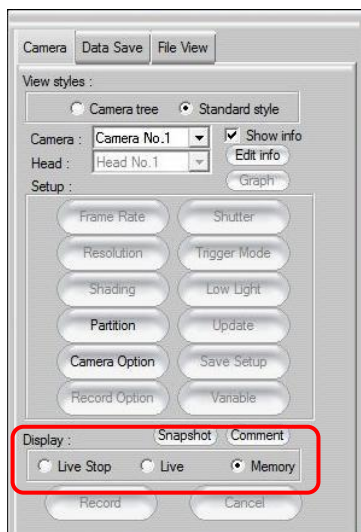 Camera Data Save File View
View styles :
Camera tree Standard style
Camera : Camera No.1 Show info
Head : Head No.1 Edit info
Setup : Graph
Frame Rate Shutter
Resolution Trigger Mode
Shading Low Light
Partition Update
Camera Option Save Setup
Record Option Variable
Display : Snapshot Comment
Live Stop Live Memory
Record Cancel